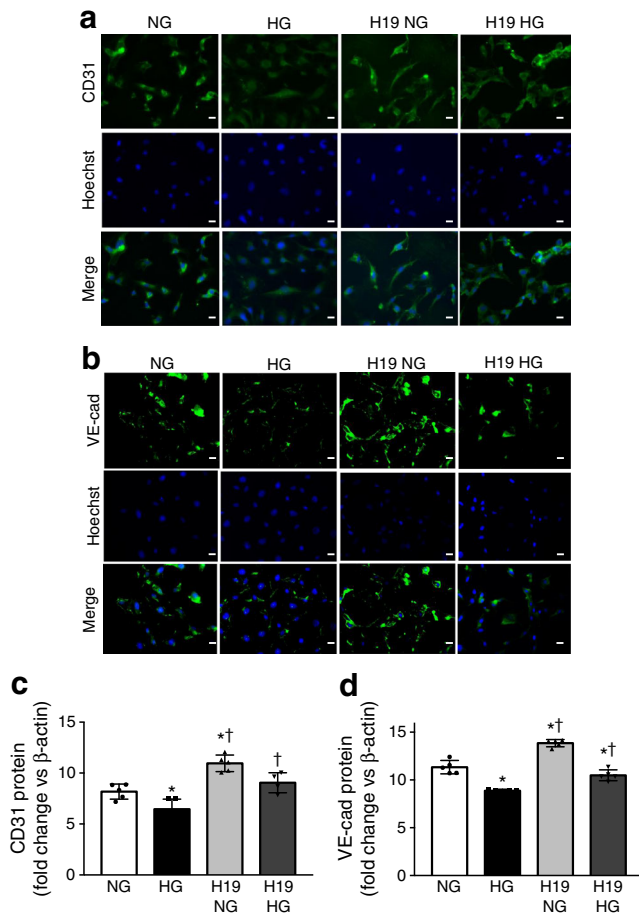 a
NG HG H19 NG H19 HG
CD31
Hoechst
Merge
b
NG HG H19 NG H19 HG
VE-cad
Hoechst
Merge
c
CD31 protein
(fold change vs β-actin)
15
10
5
0
*
*†
†
NG HG H19 H19
NG HG
d
VE-cad protein
(fold change vs β-actin)
15
10
5
0
*
*†
*†
NG HG H19 H19
NG HG